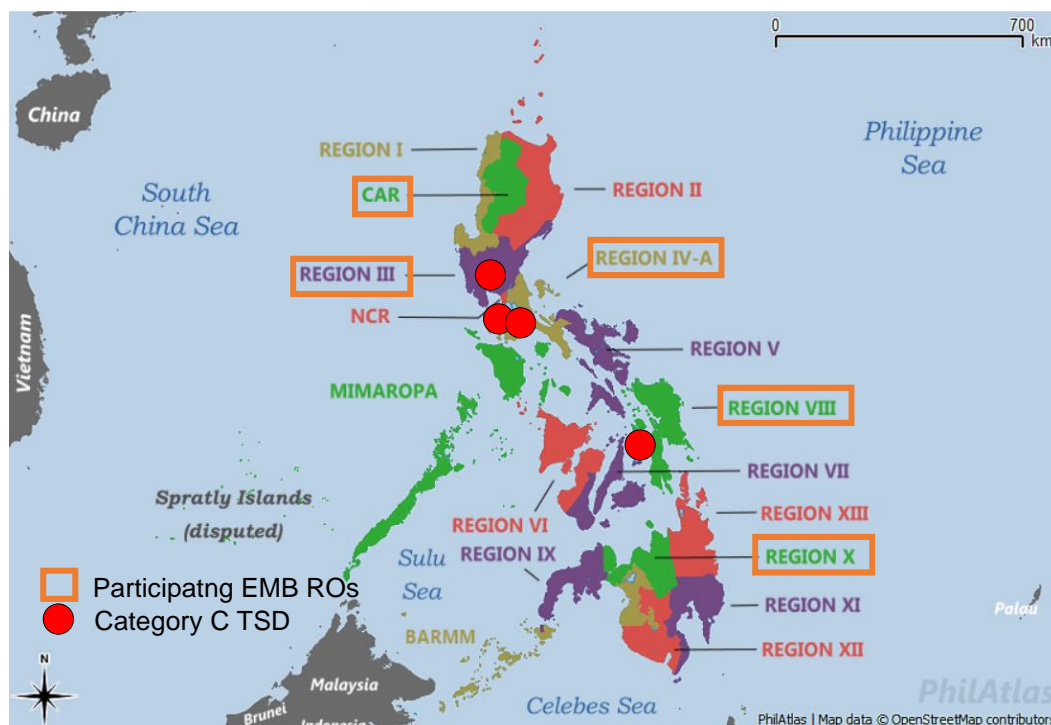 0
700
km
China
Philippine
Sea
REGION I
South
China Sea
CAR
REGION II
REGION III
REGION IV-A
NCR
Vietnam
REGION V
MIMAROPA
REGION VIII
REGION VII
Spratly Islands
(disputed)
REGION VI
REGION XIII
Sulu
Sea
REGION IX
REGION X
Participatng EMB ROs
Category C TSD
REGION XI
Palau
BARMM
REGION XII
N
Malaysia
Brunei
Indonesia
Celebes Sea
PhilAtlas
PhilAtlas | Map data © OpenStreetMap contributor